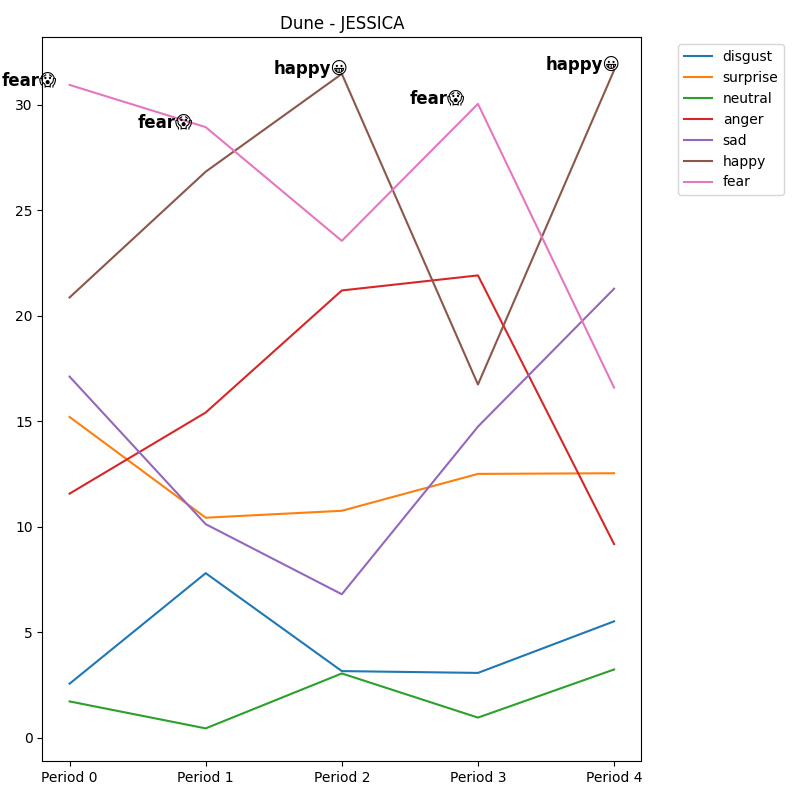 Dune - JESSICA
fear😱
fear😱
happy😀
fear😱
happy😀
disgust
surprise
neutral
anger
sad
happy
fear
30
25
20
15
10
5
0
Period 0 Period 1 Period 2 Period 3 Period 4